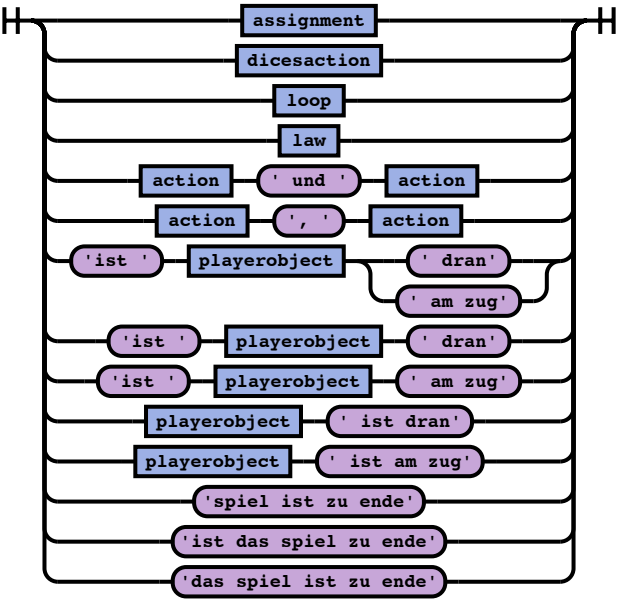 assignment
dicesaction
loop
law
action ' und ' action
action ', ' action
'ist ' playerobject ' dran'
' am zug'
'ist ' playerobject ' dran'
'ist ' playerobject ' am zug'
playerobject ' ist dran'
playerobject ' ist am zug'
'spiel ist zu ende'
'ist das spiel zu ende'
'das spiel ist zu ende'